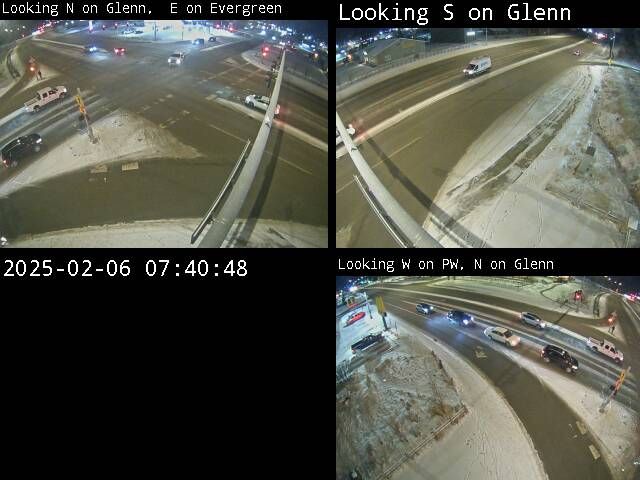 Looking N on Glenn,  E on Evergreen
Looking S on Glenn
2025-02-06 07:40:48
Looking W on PW, N on Glenn